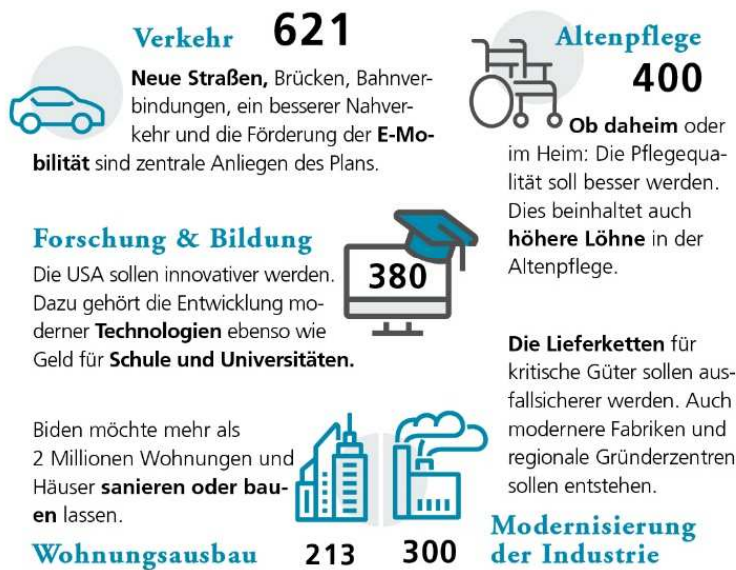 Verkehr 621
Neue Straßen, Brücken, Bahnver-
bindungen, ein besserer Nahver-
kehr und die Förderung der E-Mo-
bilität sind zentrale Anliegen des Plans.
Altenpflege
400
Ob daheim oder
im Heim: Die Pflegequa-
lität soll besser werden.
Dies beinhaltet auch
höhere Löhne in der
Altenpflege.
Forschung & Bildung
Die USA sollen innovativer werden.
Dazu gehört die Entwicklung mo-
derner Technologien ebenso wie
Geld für Schule und Universitäten.
380
Die Lieferketten für
kritische Güter sollen aus-
fallsicherer werden. Auch
modernere Fabriken und
regionale Gründerzentren
sollen entstehen.
300
Modernisierung
der Industrie
Biden möchte mehr als
2 Millionen Wohnungen und
Häuser sanieren oder bau-
en lassen.
Wohnungsausbau 213